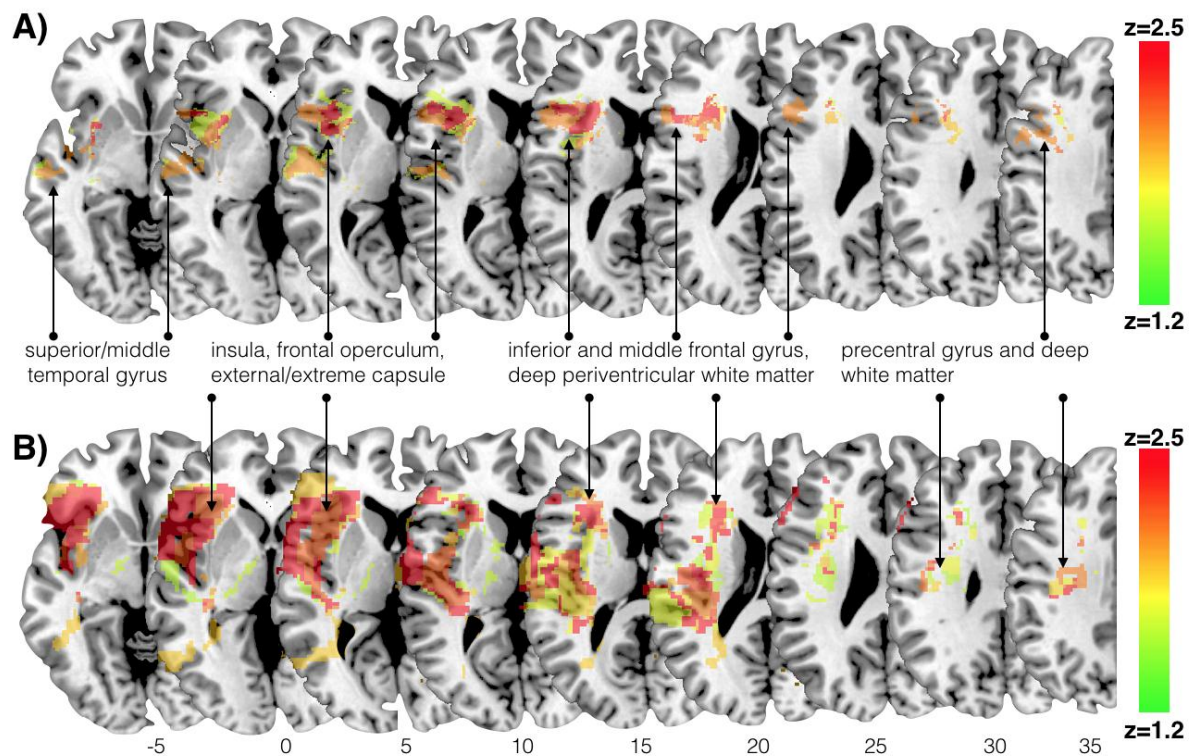 A)
z=2.5
z=1.2
superior/middle
temporal gyrus
insula, frontal operculum,
external/extreme capsule
inferior and middle frontal gyrus,
deep periventricular white matter
precentral gyrus and deep
white matter
B)
z=2.5
z=1.2
-5 0 5 10 15 20 25 30 35